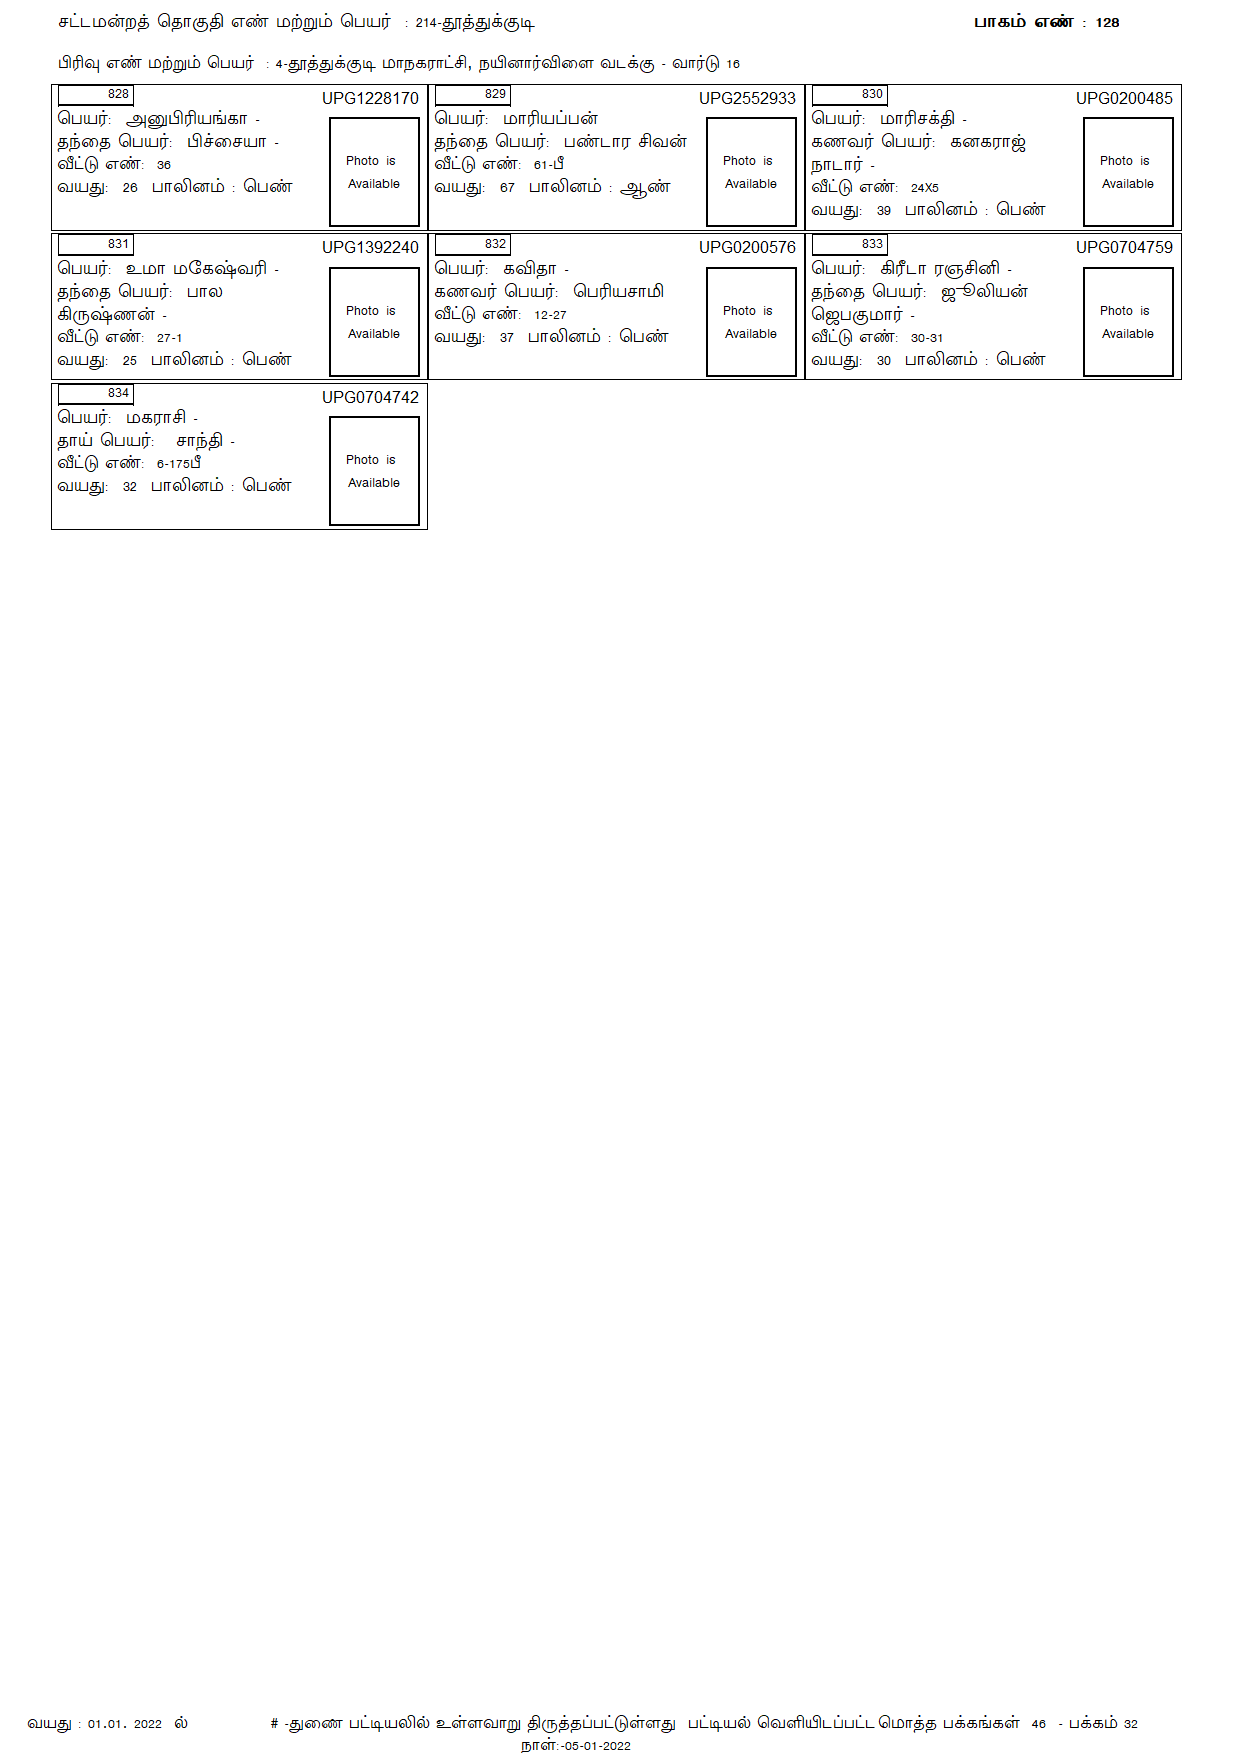 சட்டமன்றத் தொகுதி எண் மற்றும் பெயர் : 214-தூத்துக்குடி
பாகம் எண் : 128
பிரிவு எண் மற்றும் பெயர் : 4-தூத்துக்குடி மாநகராட்சி, நயினார்விளை வடக்கு - வார்டு 16
828
UPG1228170
பெயர்: அனுபிரியங்கா -
தந்தை பெயர்: பிச்சையா -
வீட்டு எண்: 36
வயது: 26 பாலினம் : பெண்
Photo is
Available
829
UPG2552933
பெயர்: மாரியப்பன்
தந்தை பெயர்: பண்டார சிவன்
வீட்டு எண்: 61-பீ
வயது: 67 பாலினம் : ஆண்
Photo is
Available
830
UPG0200485
பெயர்: மாரிசக்தி -
கணவர் பெயர்: கனகராஜ்
நாடார் -
வீட்டு எண்: 24X5
வயது: 39 பாலினம் : பெண்
Photo is
Available
831
UPG1392240
பெயர்: உமா மகேஷ்வரி -
தந்தை பெயர்: பால
கிருஷ்ணன் -
வீட்டு எண்: 27-1
வயது: 25 பாலினம் : பெண்
Photo is
Available
832
UPG0200576
பெயர்: கவிதா -
கணவர் பெயர்: பெரியசாமி
வீட்டு எண்: 12-27
வயது: 37 பாலினம் : பெண்
Photo is
Available
833
UPG0704759
பெயர்: கிரீடா ரஞசினி -
தந்தை பெயர்: ஜூலியன்
ஜெபகுமார் -
வீட்டு எண்: 30-31
வயது: 30 பாலினம் : பெண்
Photo is
Available
834
UPG0704742
பெயர்: மகராசி -
தாய் பெயர்: சாந்தி -
வீட்டு எண்: 6-175பீ
வயது: 32 பாலினம் : பெண்
Photo is
Available
வயது : 01.01. 2022 ல் # -துணை பட்டியலில் உள்ளவாறு திருத்தப்பட்டுள்ளது பட்டியல் வெளியிடப்பட்ட மொத்த பக்கங்கள் 46 - பக்கம் 32
நாள்:-05-01-2022